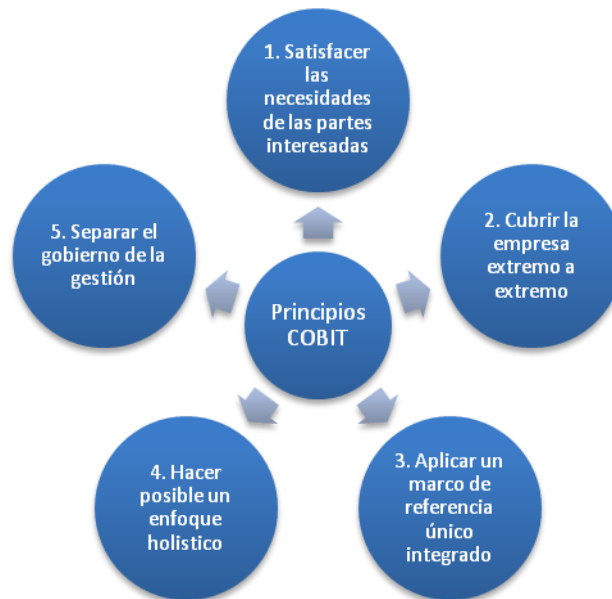 1. Satisfacer
las
necesidades
de las partes
interesadas
2. Cubrir la
empresa
extremo a
extremo
3. Aplicar un
marco de
referencia
único
integrado
4. Hacer
posible un
enfoque
holistico
5. Separar el
gobierno de la
gestión
Principios
COBIT